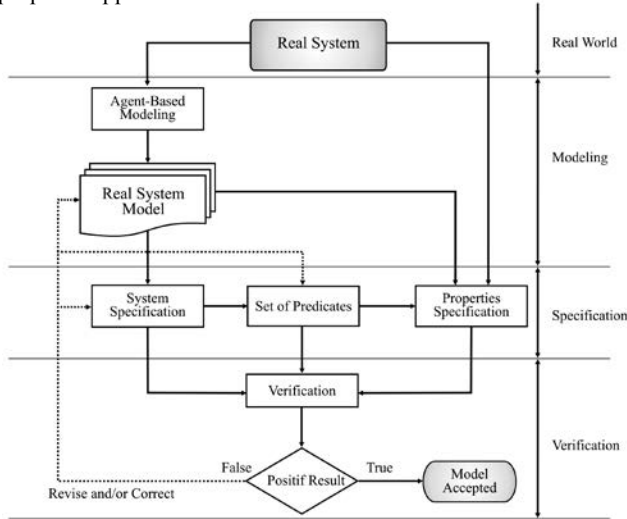 Real System
Real World
Agent-Based
Modeling
Modeling
Real System
Model
System
Specification
Set of Predicates
Properties
Specification
Specification
Verification
Verification
False
True
Positif Result
Model
Accepted
Revise and/or Correct